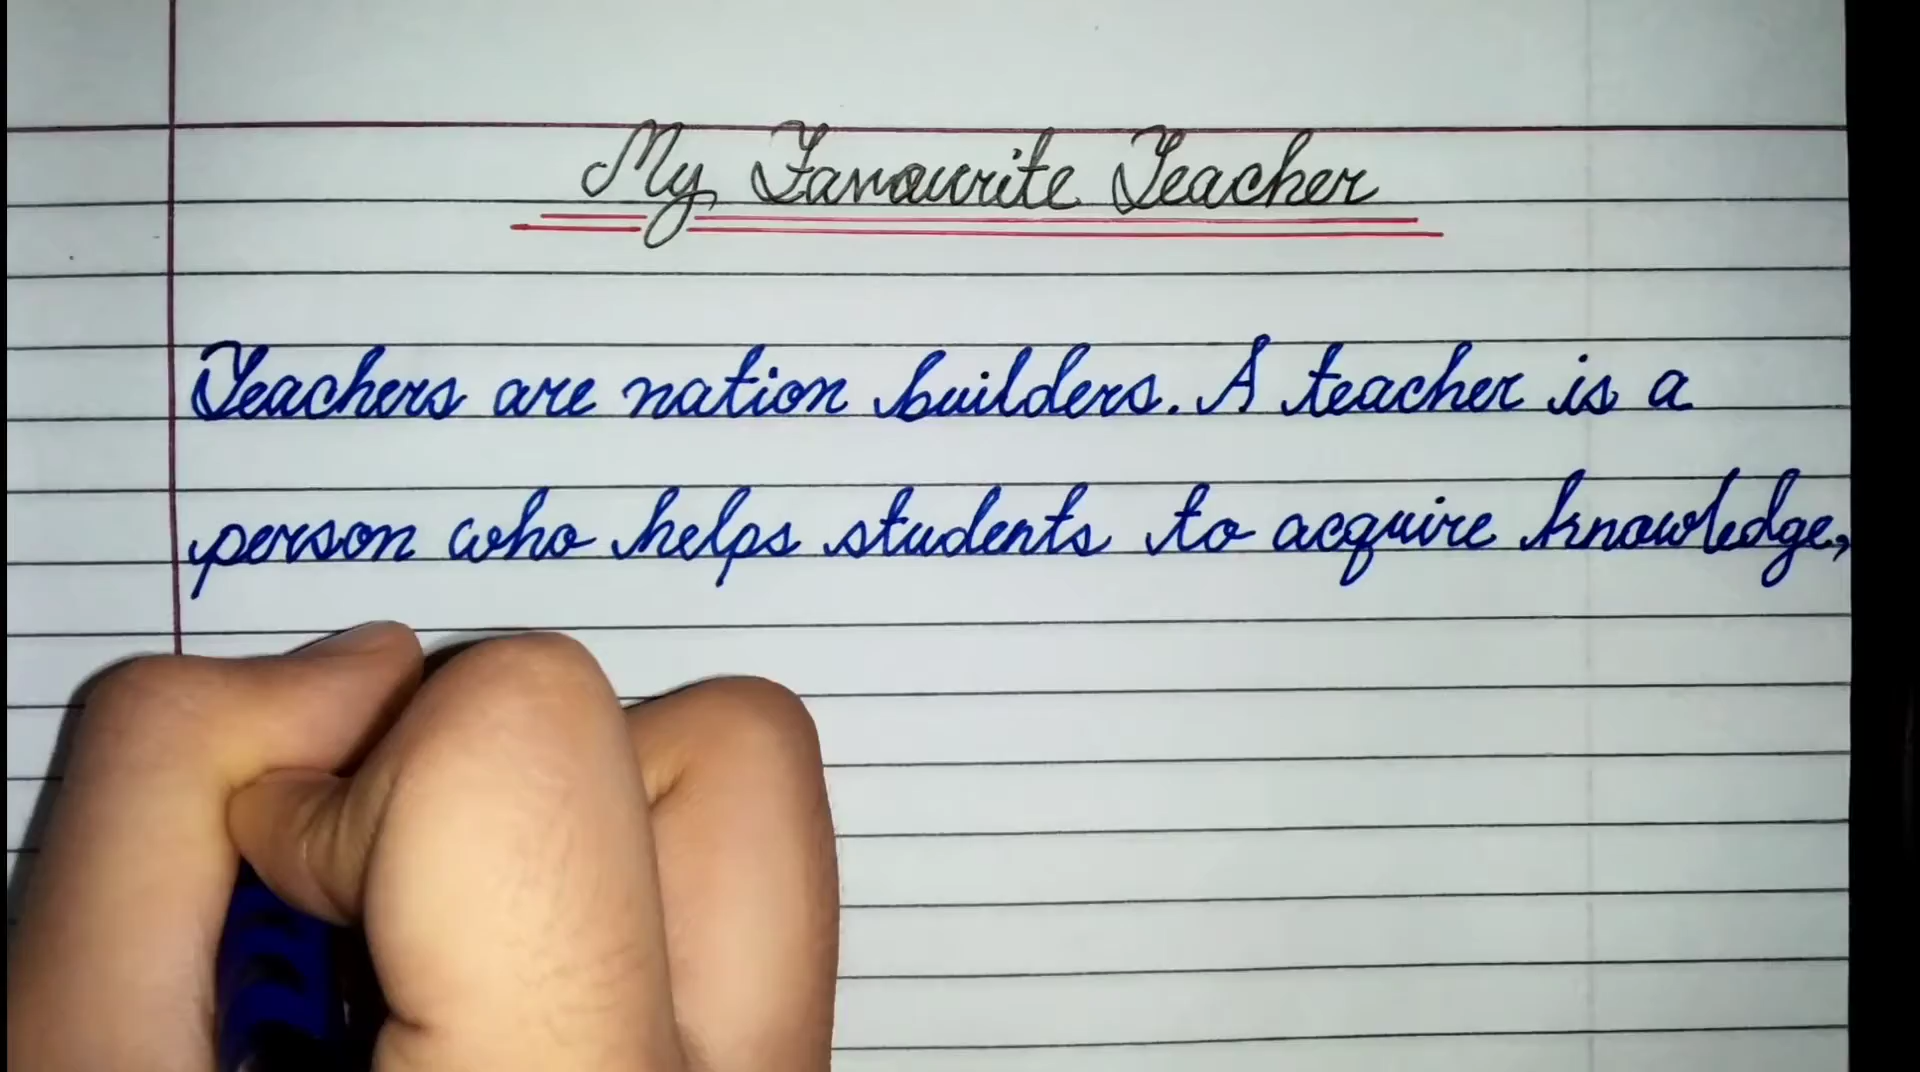 My Favourite Teacher
Teachers are nation builders. A teacher is a
person who helps students to acquire knowledge,